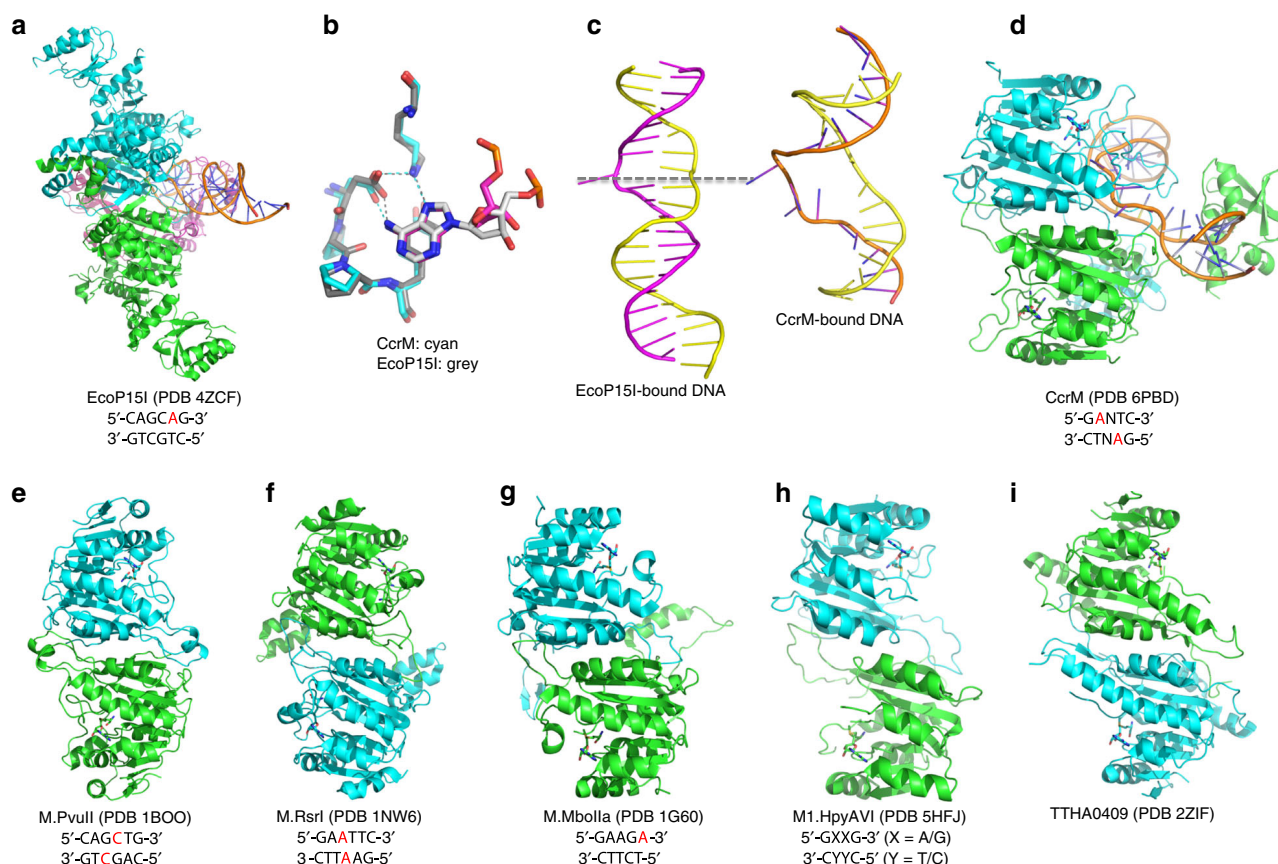 a
b
c
d
CcrM: cyan
EcoP15I: grey
EcoP15I-bound DNA
CcrM-bound DNA
EcoP15I (PDB 4ZCF)
5′-CAGCAG-3′
3′-GTCGTC-5′
CcrM (PDB 6PBD)
5′-GANTC-3′
3′-CTNAG-5′
e
f
g
h
i
M.PvuII (PDB 1BOO)
5′-CAGCTG-3′
3′-GTCGAC-5′
M.RsrI (PDB 1NW6)
5′-GAATTC-3′
3′-CTTAAG-5′
M.MboIIa (PDB 1G60)
5′-GAAGA-3′
3′-CTTCT-5′
M1.HpyAVI (PDB 5HFJ)
5′-GXXG-3′ (X = A/G)
3′-CYYC-5′ (Y = T/C)
TTHA0409 (PDB 2ZIF)